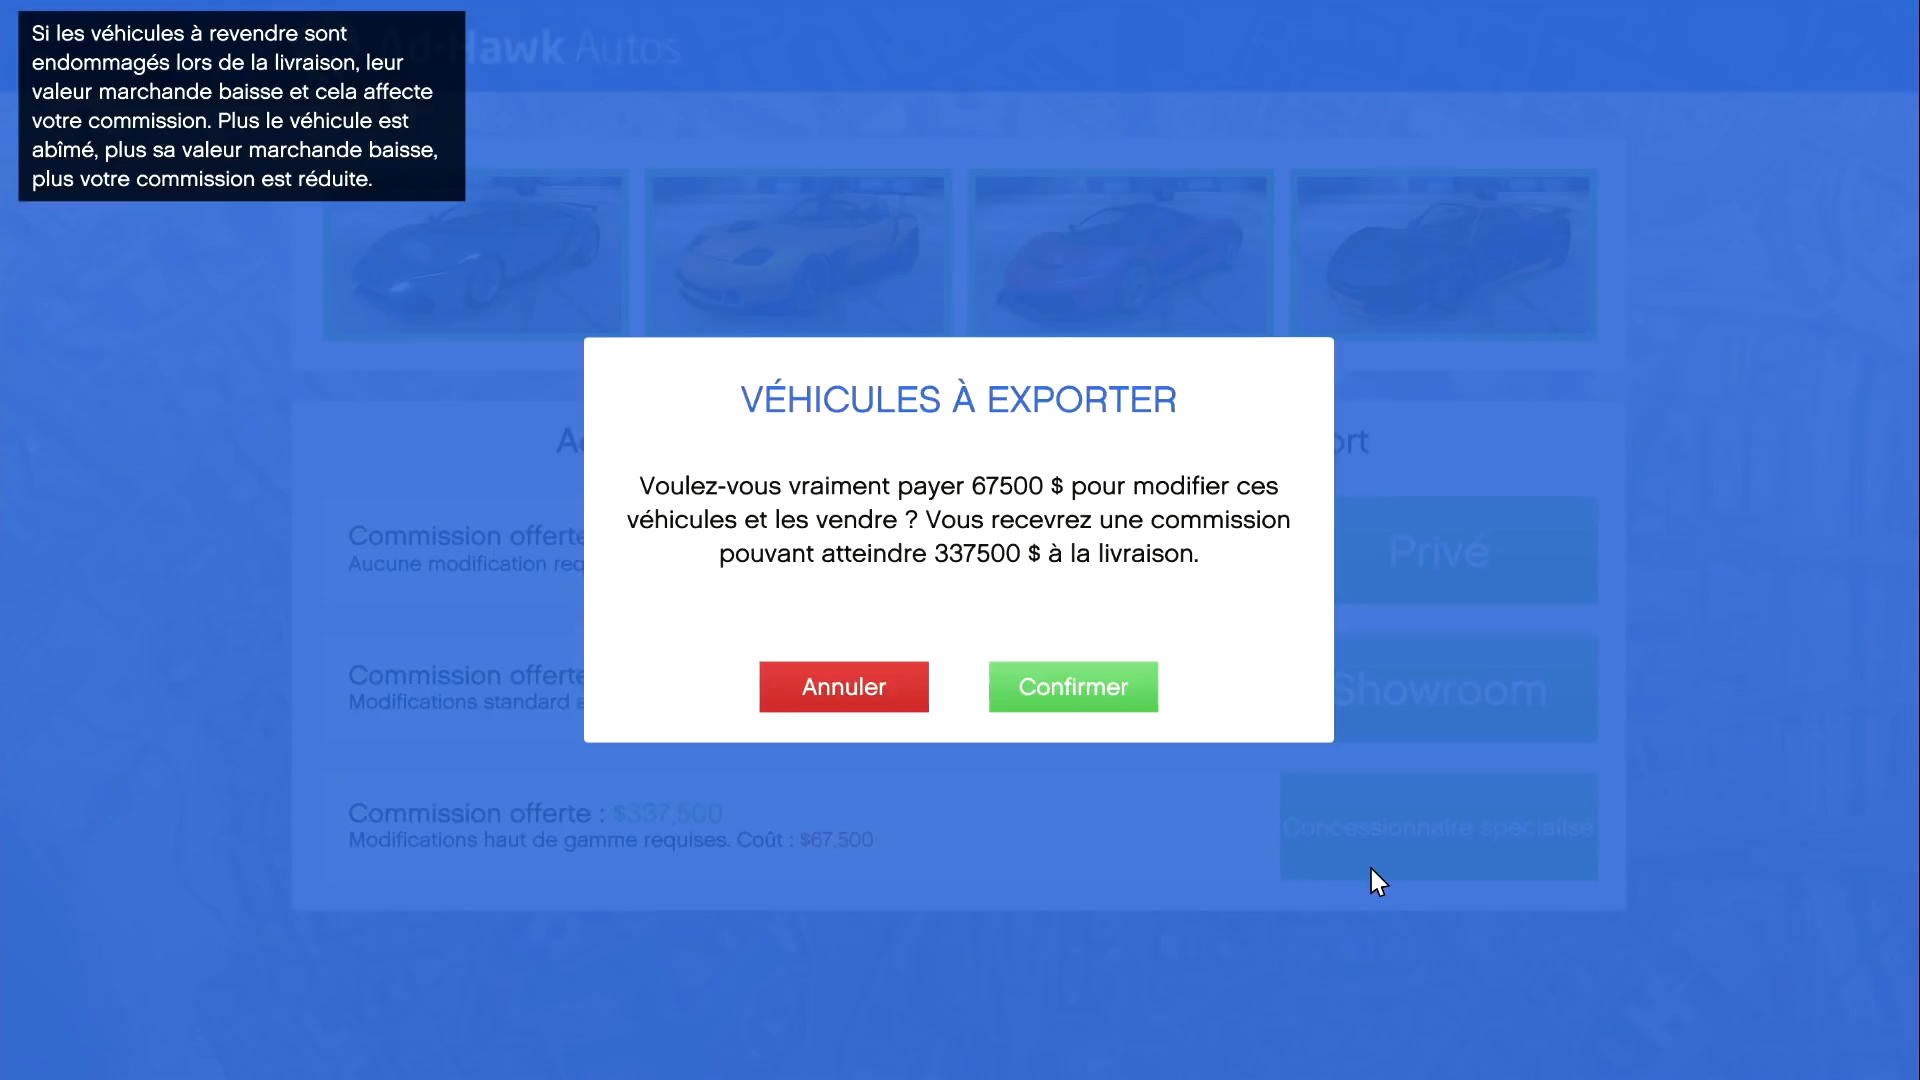 Si les véhicules à revendre sont
endommagés lors de la livraison, leur
valeur marchande baisse et cela affecte
votre commission. Plus le véhicule est
abîmé, plus sa valeur marchande baisse,
plus votre commission est réduite.
Hawk Autos
VÉHICULES À EXPORTER
Voulez-vous vraiment payer 67500 $ pour modifier ces
véhicules et les vendre ? Vous recevrez une commission
pouvant atteindre 337500 $ à la livraison.
Annuler
Confirmer
Commission offerte
Aucune modification
Privé
Commission offerte
Modifications standard
Showroom
Commission offerte : $337,500
Modifications haut de gamme requises. Coût : $67,500
Concessionnaire spécialisé